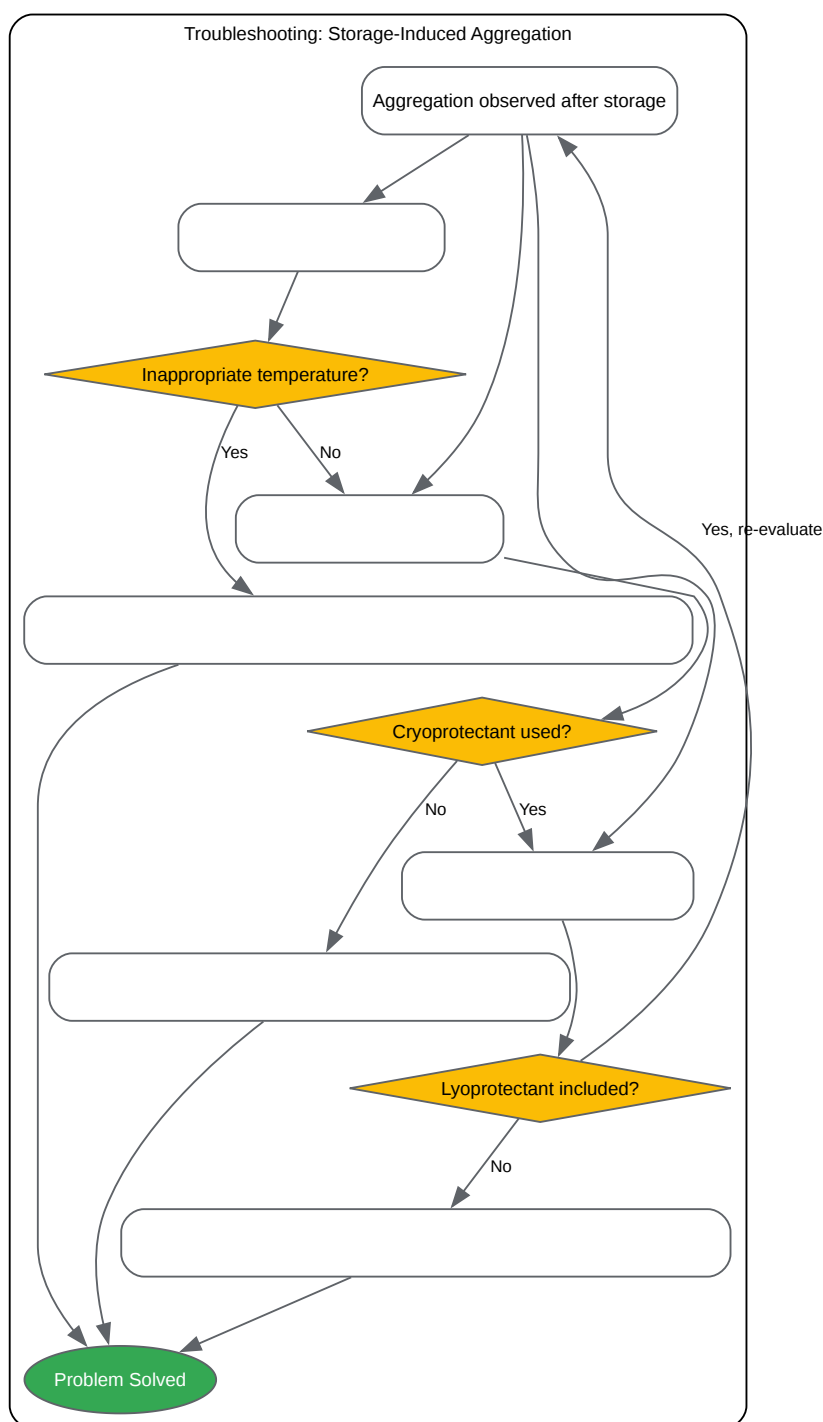 Troubleshooting: Storage-Induced Aggregation
Aggregation observed after storage
Inappropriate temperature?
Yes
No
Yes, re-evaluate
Cryoprotectant used?
No
Yes
Lyoprotectant included?
No
Problem Solved